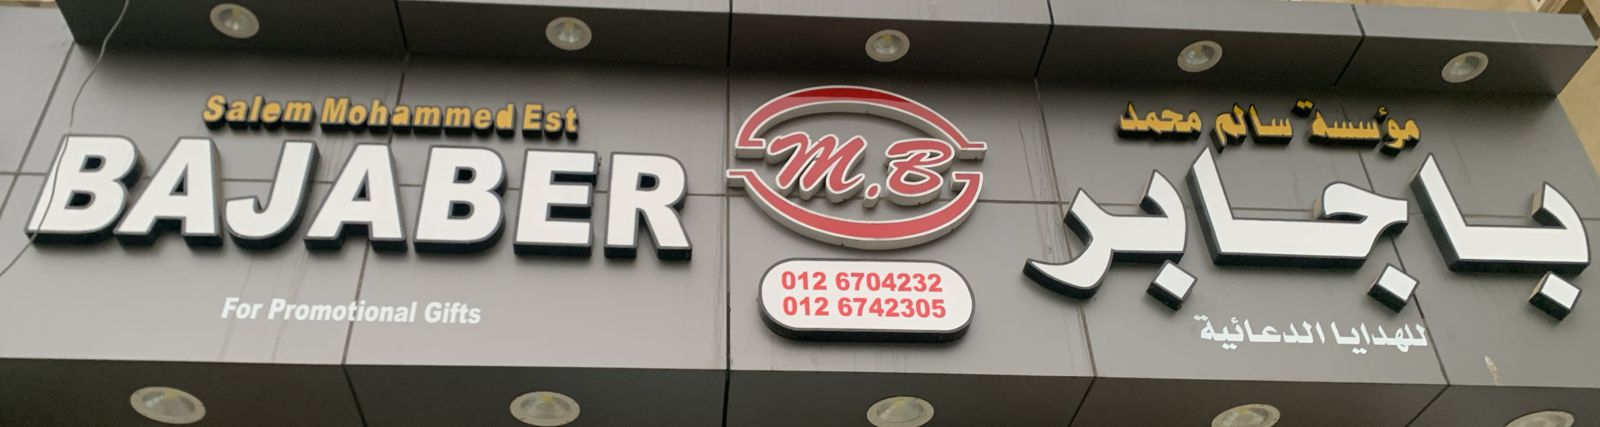 Salem Mohammed Est
BAJABER
For Promotional Gifts
M.B
012 6704232
012 6742305
مؤسسة سالم محمد
باجابر
للهدايا الدعائية